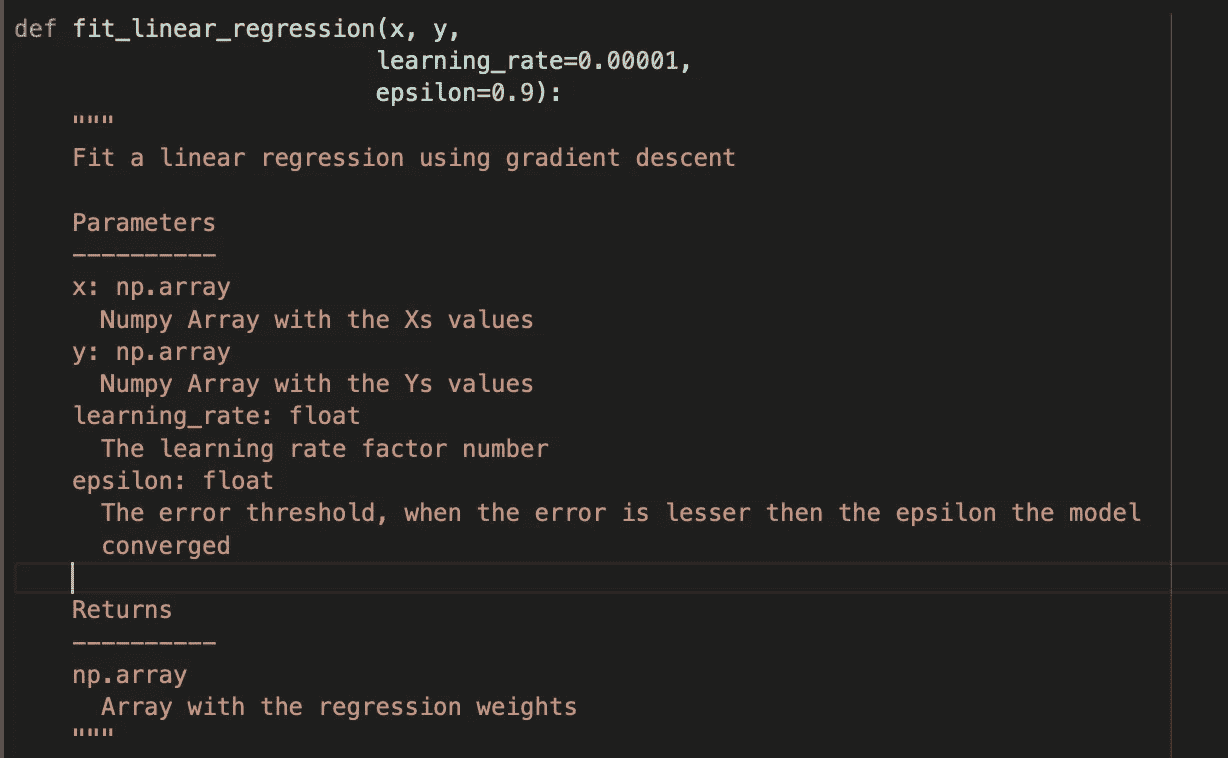 def fit_linear_regression(x, y,
learning_rate=0.00001,
epsilon=0.9):
"""
Fit a linear regression using gradient descent
Parameters
----------
x: np.array
Numpy Array with the Xs values
y: np.array
Numpy Array with the Ys values
learning_rate: float
The learning rate factor number
epsilon: float
The error threshold, when the error is lesser then the epsilon the model
converged
Returns
----------
np.array
Array with the regression weights
"""